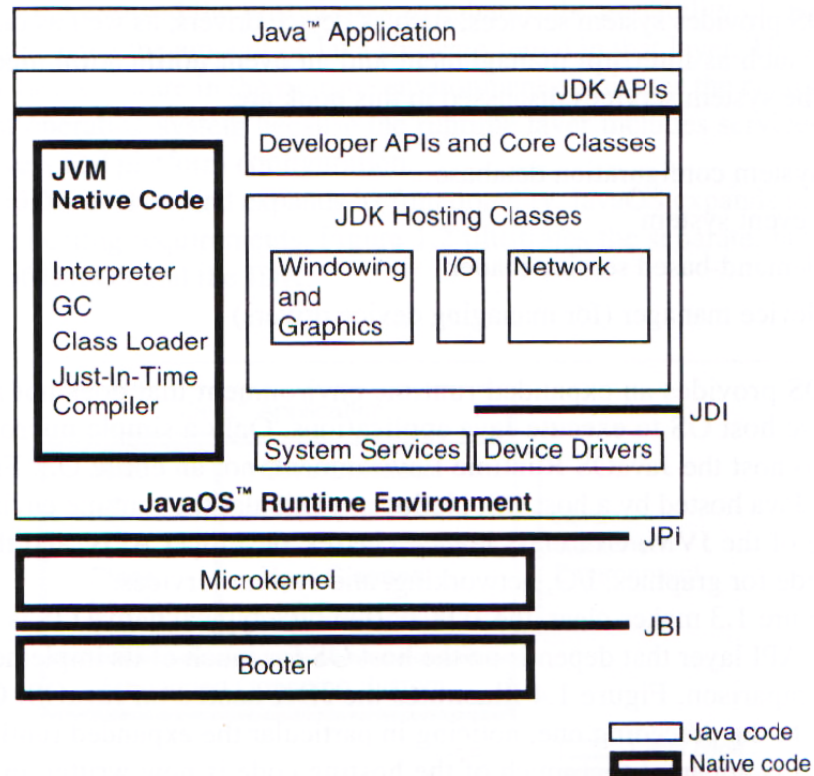 Java™ Application
JDK APIs
Developer APIs and Core Classes
JVM
Native Code
Interpreter
GC
Class Loader
Just-In-Time
Compiler
JDK Hosting Classes
Windowing
and
Graphics
I/O
Network
JDI
System Services
Device Drivers
JavaOS™ Runtime Environment
JPi
Microkernel
JBI
Booter
Java code
Native code